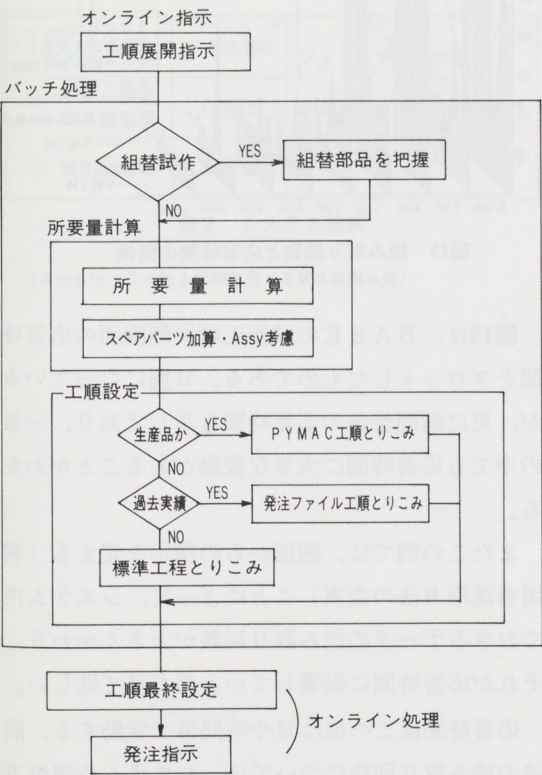 オンライン指示
工順展開指示
バッチ処理
組替試作
YES
組替部品を把握
NO
所要量計算
所要量計算
スペアパーツ加算・Assy考慮
工順設定
生産品か
YES
PYMAC工順とりこみ
NO
過去実績
YES
発注ファイル工順とりこみ
NO
標準工程とりこみ
工順最終設定
オンライン処理
発注指示